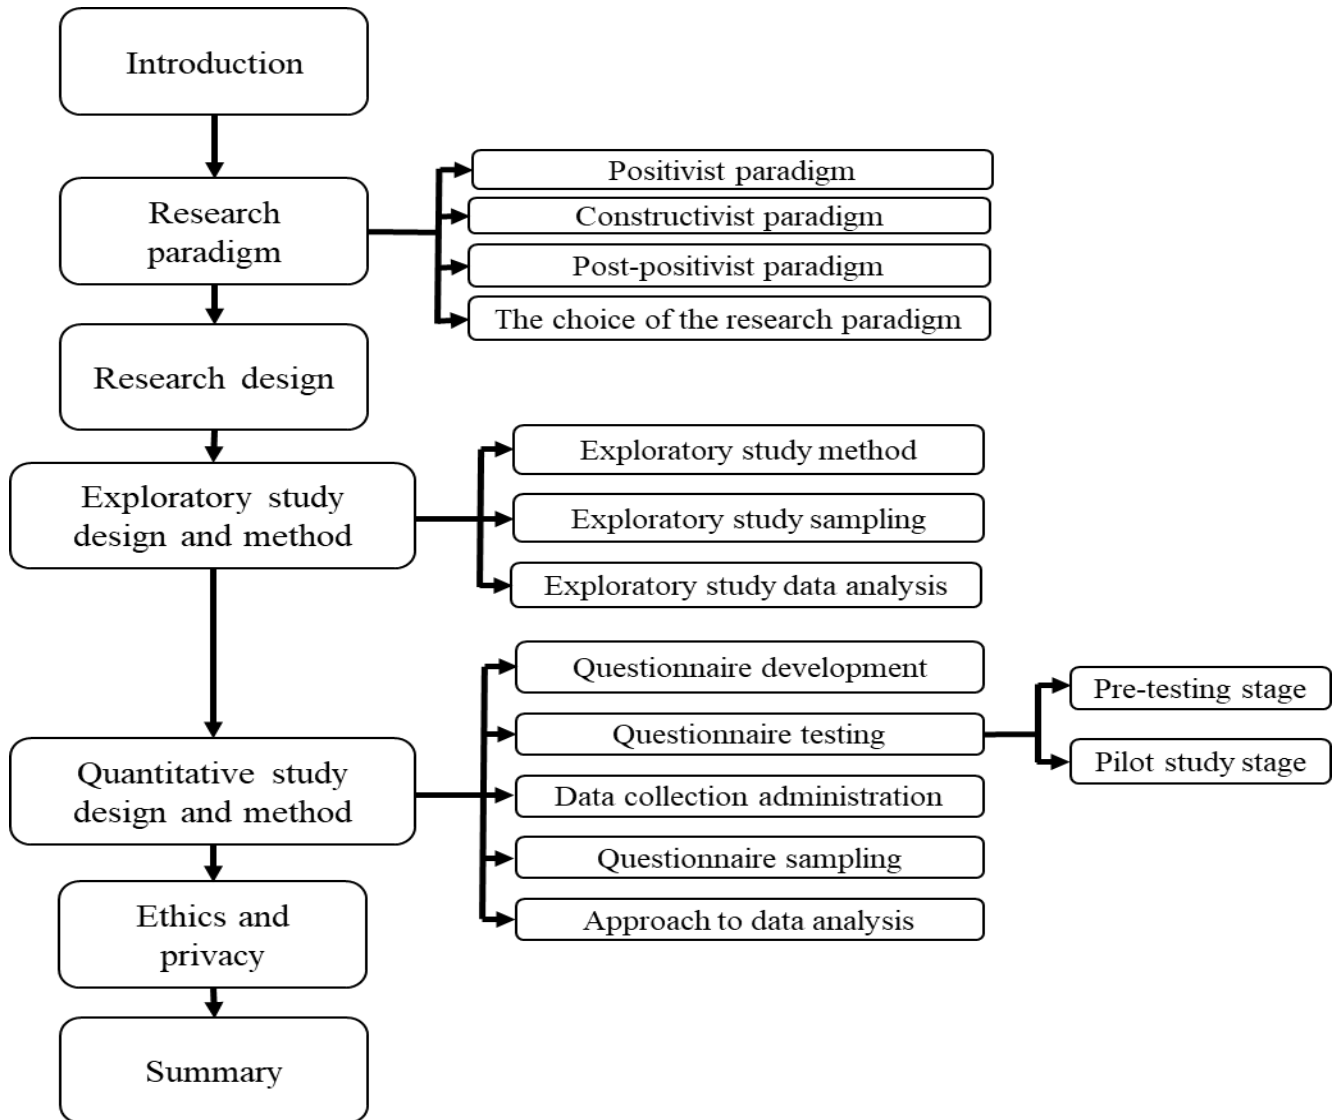 Introduction
Research
paradigm
Positivist paradigm
Constructivist paradigm
Post-positivist paradigm
The choice of the research paradigm
Research design
Exploratory study
design and method
Exploratory study method
Exploratory study sampling
Exploratory study data analysis
Quantitative study
design and method
Questionnaire development
Questionnaire testing
Pre-testing stage
Pilot study stage
Data collection administration
Questionnaire sampling
Approach to data analysis
Ethics and
privacy
Summary